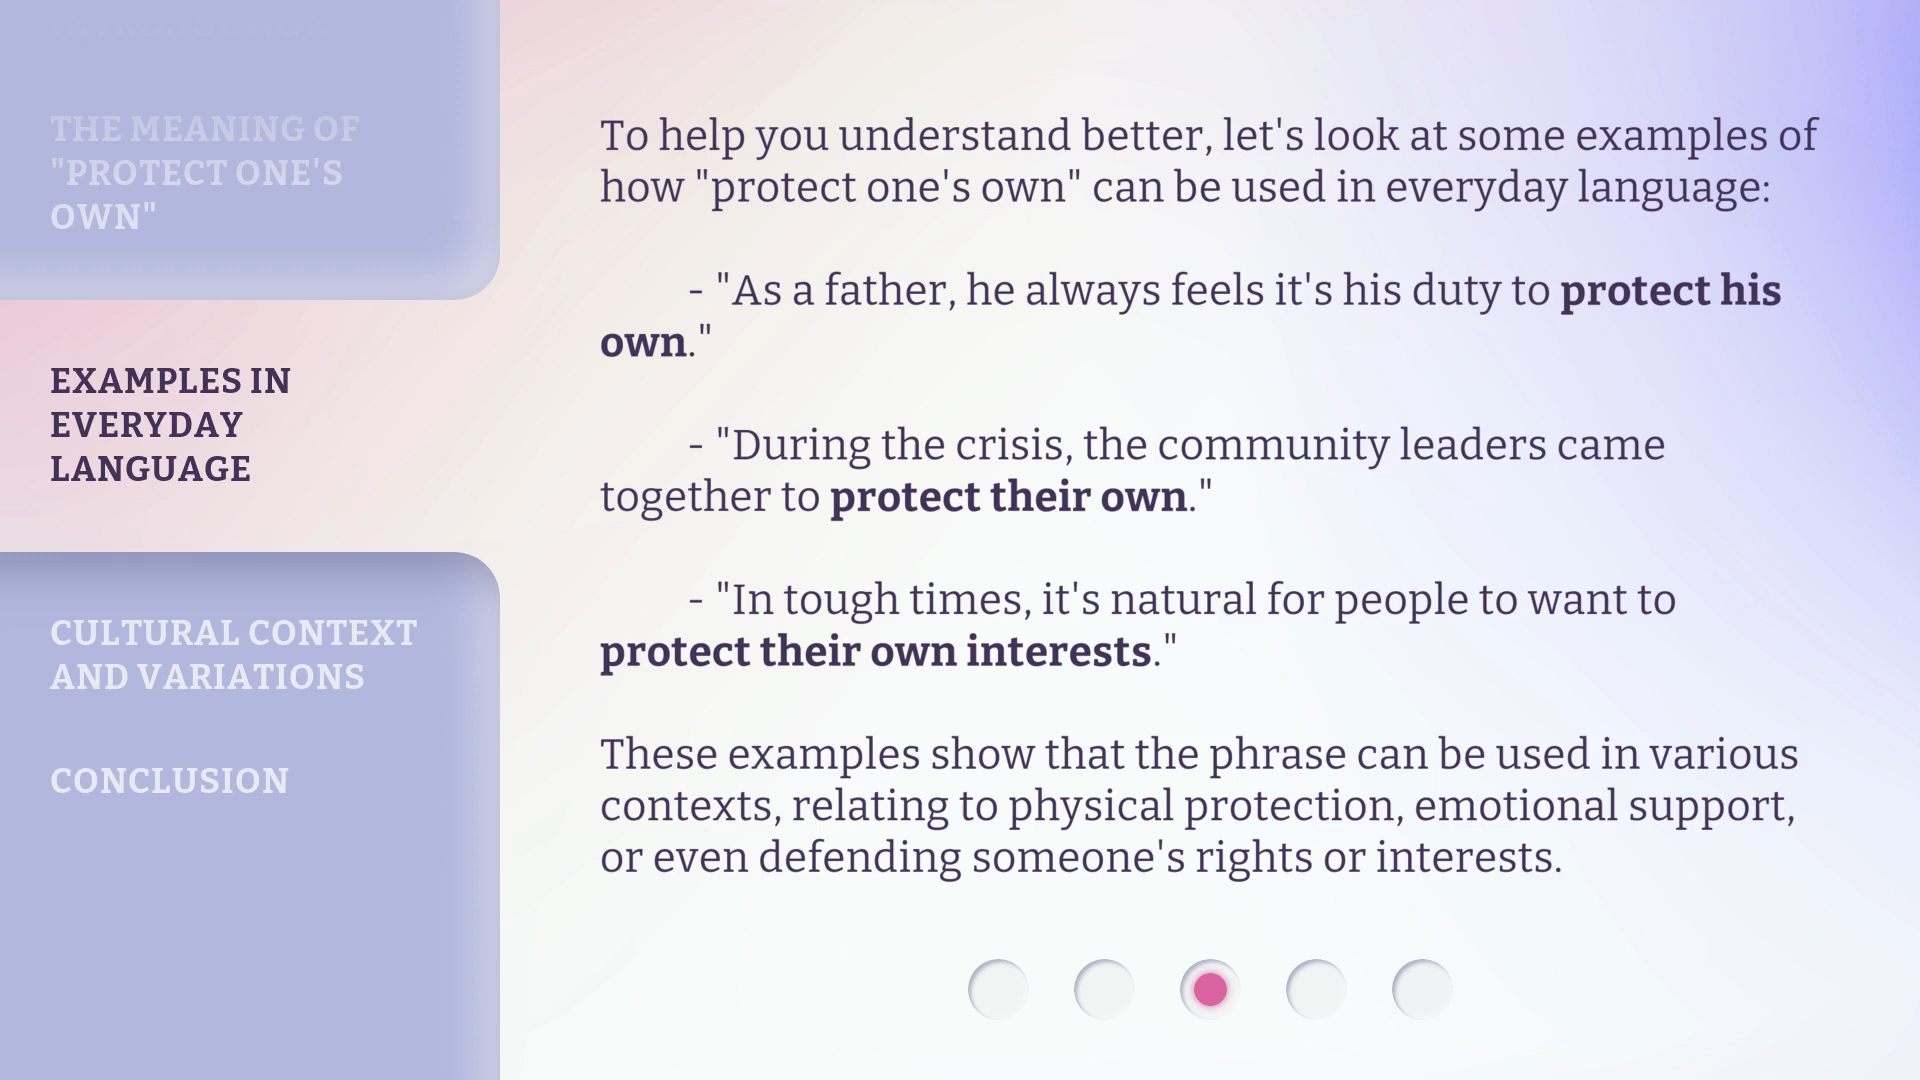 INTRODUCTION
THE MEANING OF
"PROTECT ONE'S
OWN"
EXAMPLES IN
EVERYDAY
LANGUAGE
CULTURAL CONTEXT
AND VARIATIONS
CONCLUSION
To help you understand better, let's look at some examples of
how "protect one's own" can be used in everyday language:
- "As a father, he always feels it's his duty to protect his
own."
- "During the crisis, the community leaders came
together to protect their own."
- "In tough times, it's natural for people to want to
protect their own interests."
These examples show that the phrase can be used in various
contexts, relating to physical protection, emotional support,
or even defending someone's rights or interests.